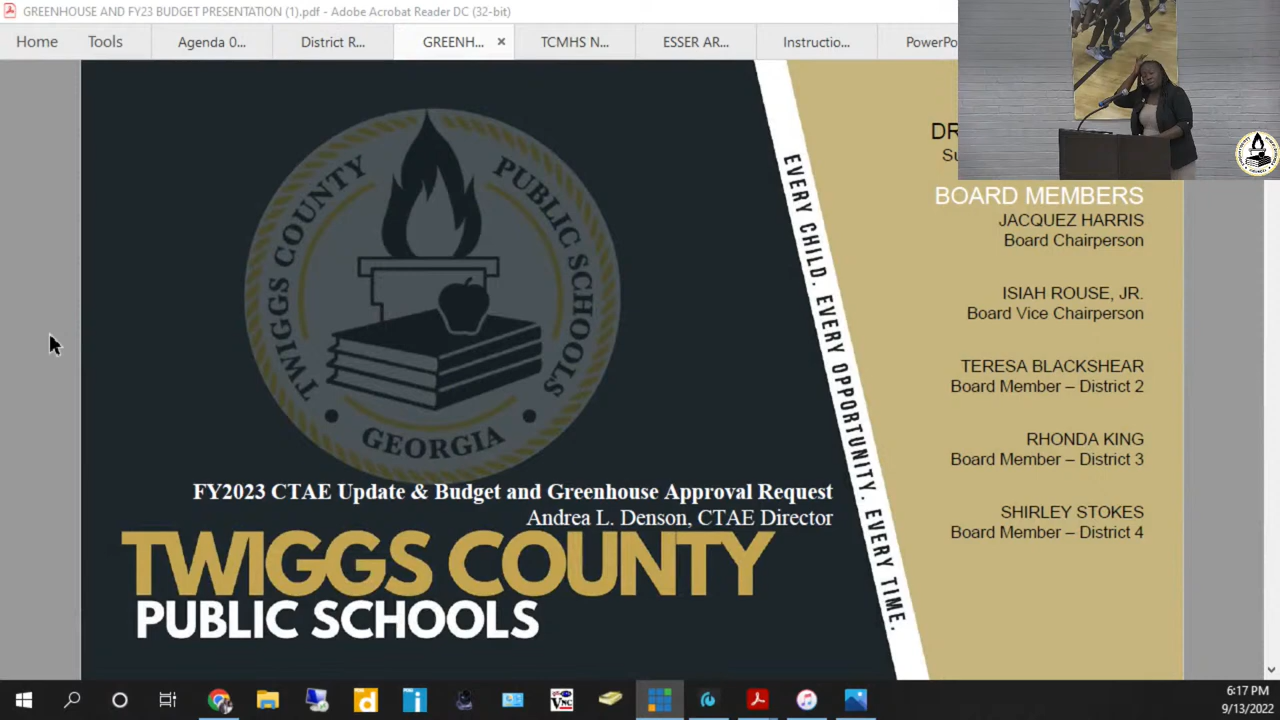 GREENHOUSE AND FY23 BUDGET PRESENTATION (1).pdf - Adobe Acrobat Reader DC (32-bit)
Home
Tools
Agenda 0...
District R...
GREENH...
TCMHS N...
ESSER AR...
Instructio...
PowerPo
TWIGGS COUNTY PUBLIC SCHOOLS
GEORGIA
FY2023 CTAE Update & Budget and Greenhouse Approval Request
Andrea L. Denson, CTAE Director
TWIGGS COUNTY
PUBLIC SCHOOLS
EVERY CHILD. EVERY OPPORTUNITY. EVERY TIME.
DR
Su
BOARD MEMBERS
JACQUEZ HARRIS
Board Chairperson
ISIAH ROUSE, JR.
Board Vice Chairperson
TERESA BLACKSHEAR
Board Member – District 2
RHONDA KING
Board Member – District 3
SHIRLEY STOKES
Board Member – District 4
6:17 PM
9/13/2022